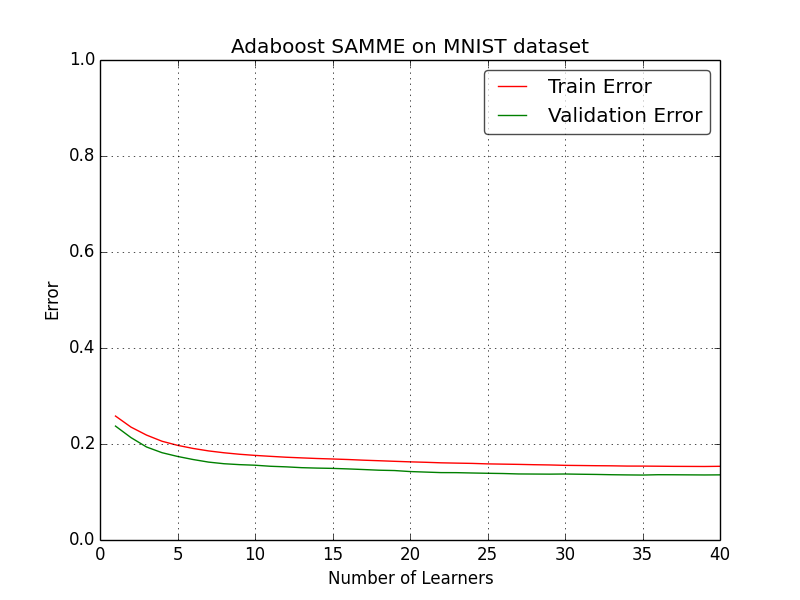 Adaboost SAMME on MNIST dataset
Train Error
Validation Error
1.0
0.8
0.6
0.4
0.2
0.0
Error
0 5 10 15 20 25 30 35 40
Number of Learners